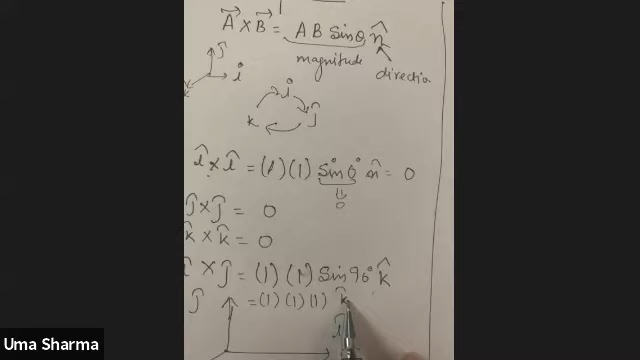 A⃗ × B⃗ = A B Sinθ n̂
magnitude
direction
ĵ
î
k
i
k ĵ
î × î = (1)(1) Sin0° n̂ = 0
0
ĵ × ĵ = 0
k̂ × k̂ = 0
î × ĵ = (1)(1) Sin90° k̂
ĵ = (1)(1)(1) k̂
Uma Sharma